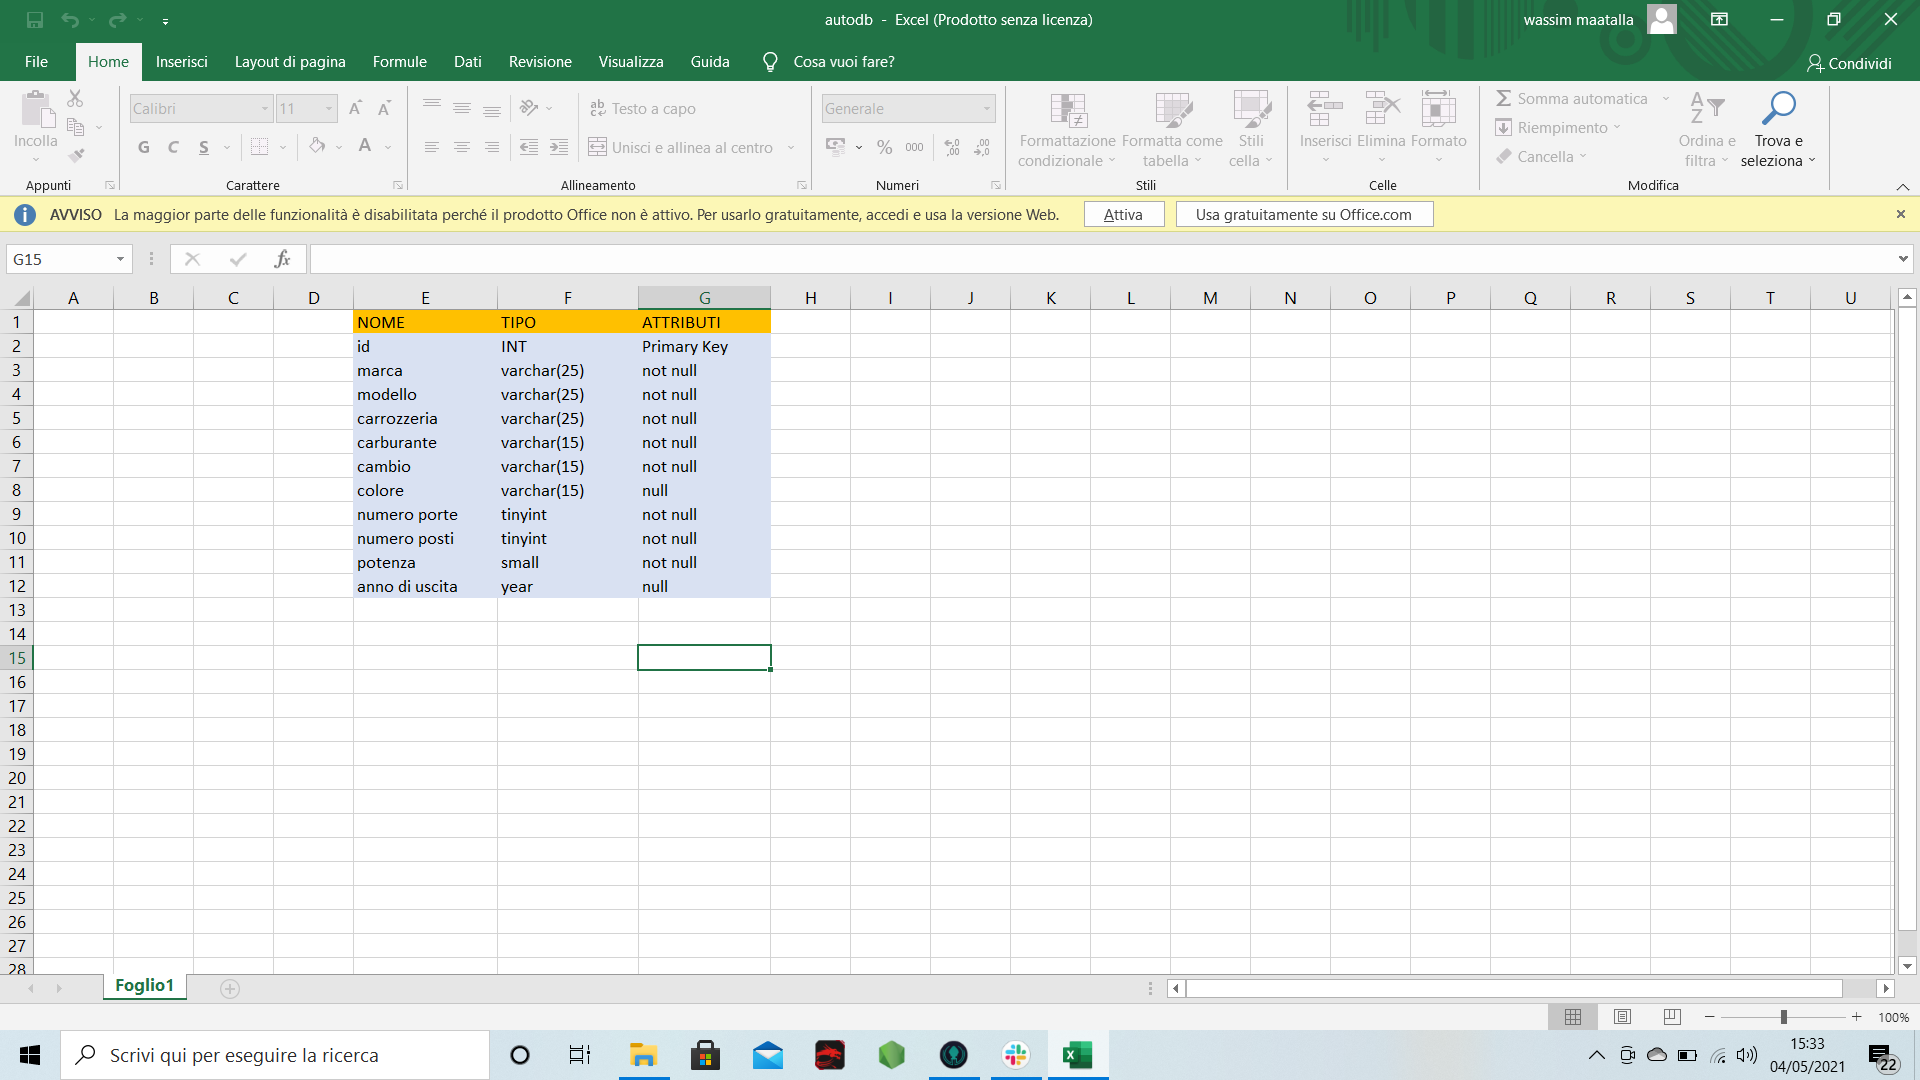 autodb - Excel (Prodotto senza licenza)
wassim maatalla
File Home Inserisci Layout di pagina Formule Dati Revisione Visualizza Guida Cosa vuoi fare? Condividi
Incolla
Appunti
Calibri 11
G C S
Carattere
ab Testo a capo
Unisci e allinea al centro
Allineamento
Generale
% 000
Numeri
Formattazione condizionale
Formatta come tabella
Stili cella
Stili
Inserisci Elimina Formato
Celle
Somma automatica
Riempimento
Cancella
Ordina e filtra
Trova e seleziona
Modifica
AVVISO La maggior parte delle funzionalità è disabilitata perché il prodotto Office non è attivo. Per usarlo gratuitamente, accedi e usa la versione Web. Attiva Usa gratuitamente su Office.com
G15 fx
A B C D E F G H I J K L M N O P Q R S T U
1 NOME TIPO ATTRIBUTI
2 id INT Primary Key
3 marca varchar(25) not null
4 modello varchar(25) not null
5 carrozzeria varchar(25) not null
6 carburante varchar(15) not null
7 cambio varchar(15) not null
8 colore varchar(15) null
9 numero porte tinyint not null
10 numero posti tinyint not null
11 potenza small not null
12 anno di uscita year null
13
14
15
16
17
18
19
20
21
22
23
24
25
26
27
28
Foglio1
100%
Scrivi qui per eseguire la ricerca
15:33
04/05/2021
22